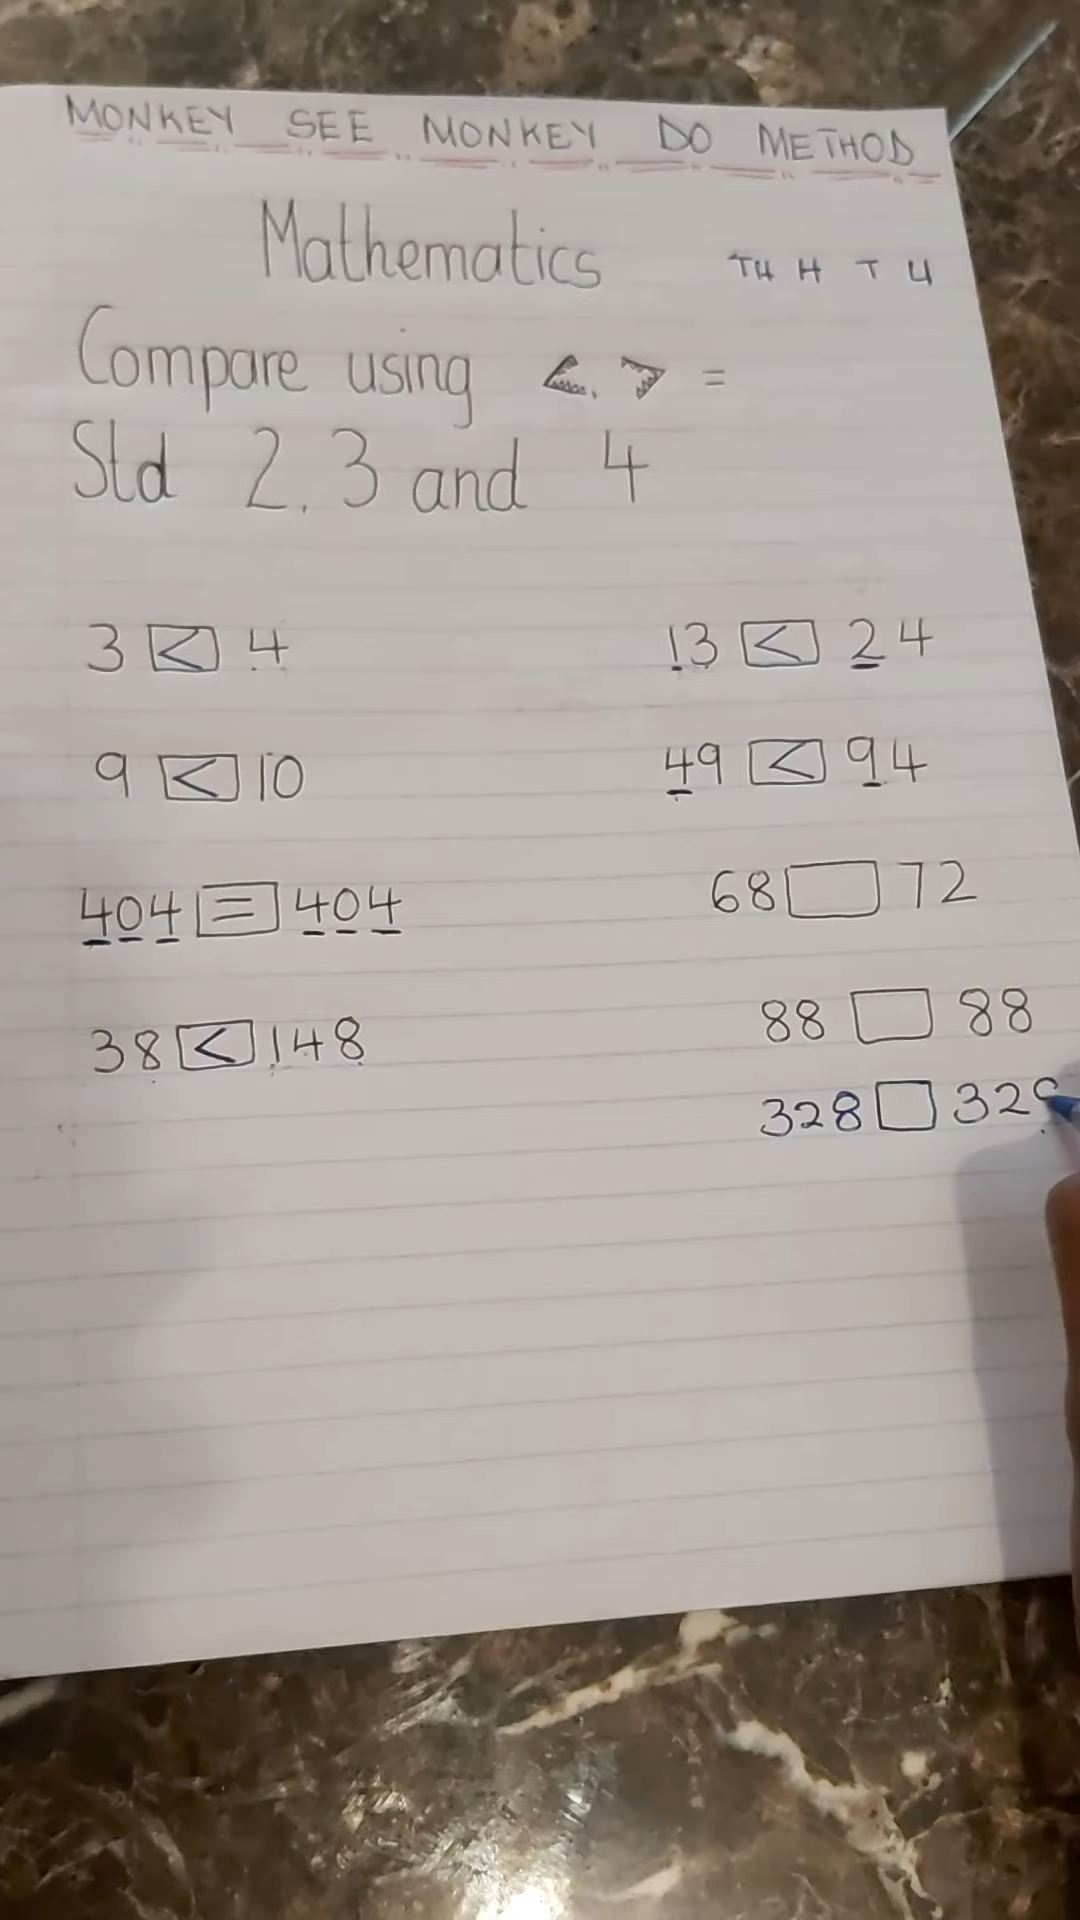 MONKEY SEE MONKEY DO METHOD
Mathematics
TH H T U
Compare using <, > =
Std 2, 3 and 4
3 < 4
13 < 24
9 < 10
49 < 94
404 = 404
68 □ 72
38 < 148
88 □ 88
328 □